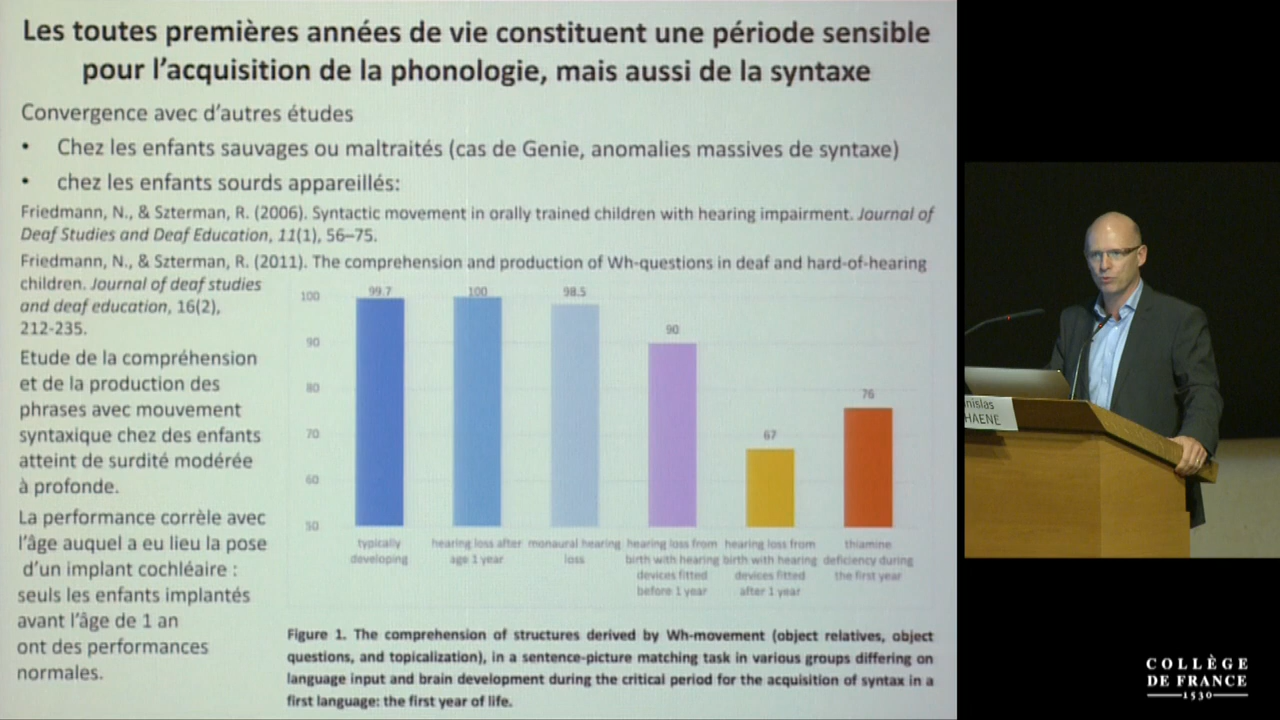 Les toutes premières années de vie constituent une période sensible
pour l’acquisition de la phonologie, mais aussi de la syntaxe
Convergence avec d’autres études
• Chez les enfants sauvages ou maltraités (cas de Genie, anomalies massives de syntaxe)
• chez les enfants sourds appareillés:
Friedmann, N., & Szterman, R. (2006). Syntactic movement in orally trained children with hearing impairment. Journal of
Deaf Studies and Deaf Education, 11(1), 56–75.
Friedmann, N., & Szterman, R. (2011). The comprehension and production of Wh-questions in deaf and hard-of-hearing
children. Journal of deaf studies
and deaf education, 16(2),
212-235.
Etude de la compréhension
et de la production des
phrases avec mouvement
syntaxique chez des enfants
atteint de surdité modérée
à profonde.
La performance corrèle avec
l’âge auquel a eu lieu la pose
d’un implant cochléaire :
seuls les enfants implantés
avant l’âge de 1 an
ont des performances
normales.
100
90
80
70
60
50
99.7
100
98.5
90
67
76
typically
developing
hearing loss after
age 1 year
monaural hearing
loss
hearing loss from
birth with hearing
devices fitted
before 1 year
hearing loss from
birth with hearing
devices fitted
after 1 year
thiamine
deficiency during
the first year
Figure 1. The comprehension of structures derived by Wh-movement (object relatives, object
questions, and topicalization), in a sentence-picture matching task in various groups differing on
language input and brain development during the critical period for the acquisition of syntax in a
first language: the first year of life.
nislas
HAENE
COLLÈGE
DE FRANCE
1530